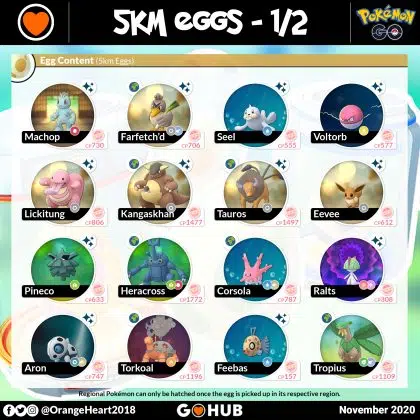 5KM EGGS - 1/2
POKéMON
GO
Egg Content (5km Eggs)
Machop
CP730
Farfetch'd
CP706
Seel
CP555
Voltorb
CP577
Lickitung
CP806
Kangaskhan
CP1477
Tauros
CP1497
Eevee
CP612
Pineco
CP633
Heracross
CP1772
Corsola
CP787
Ralts
CP308
Aron
CP747
Torkoal
CP1196
Feebas
CP157
Tropius
CP1109
Regional Pokémon can only be hatched once the egg is picked up in its respective region.
@OrangeHeart2018
GO HUB
November 2020